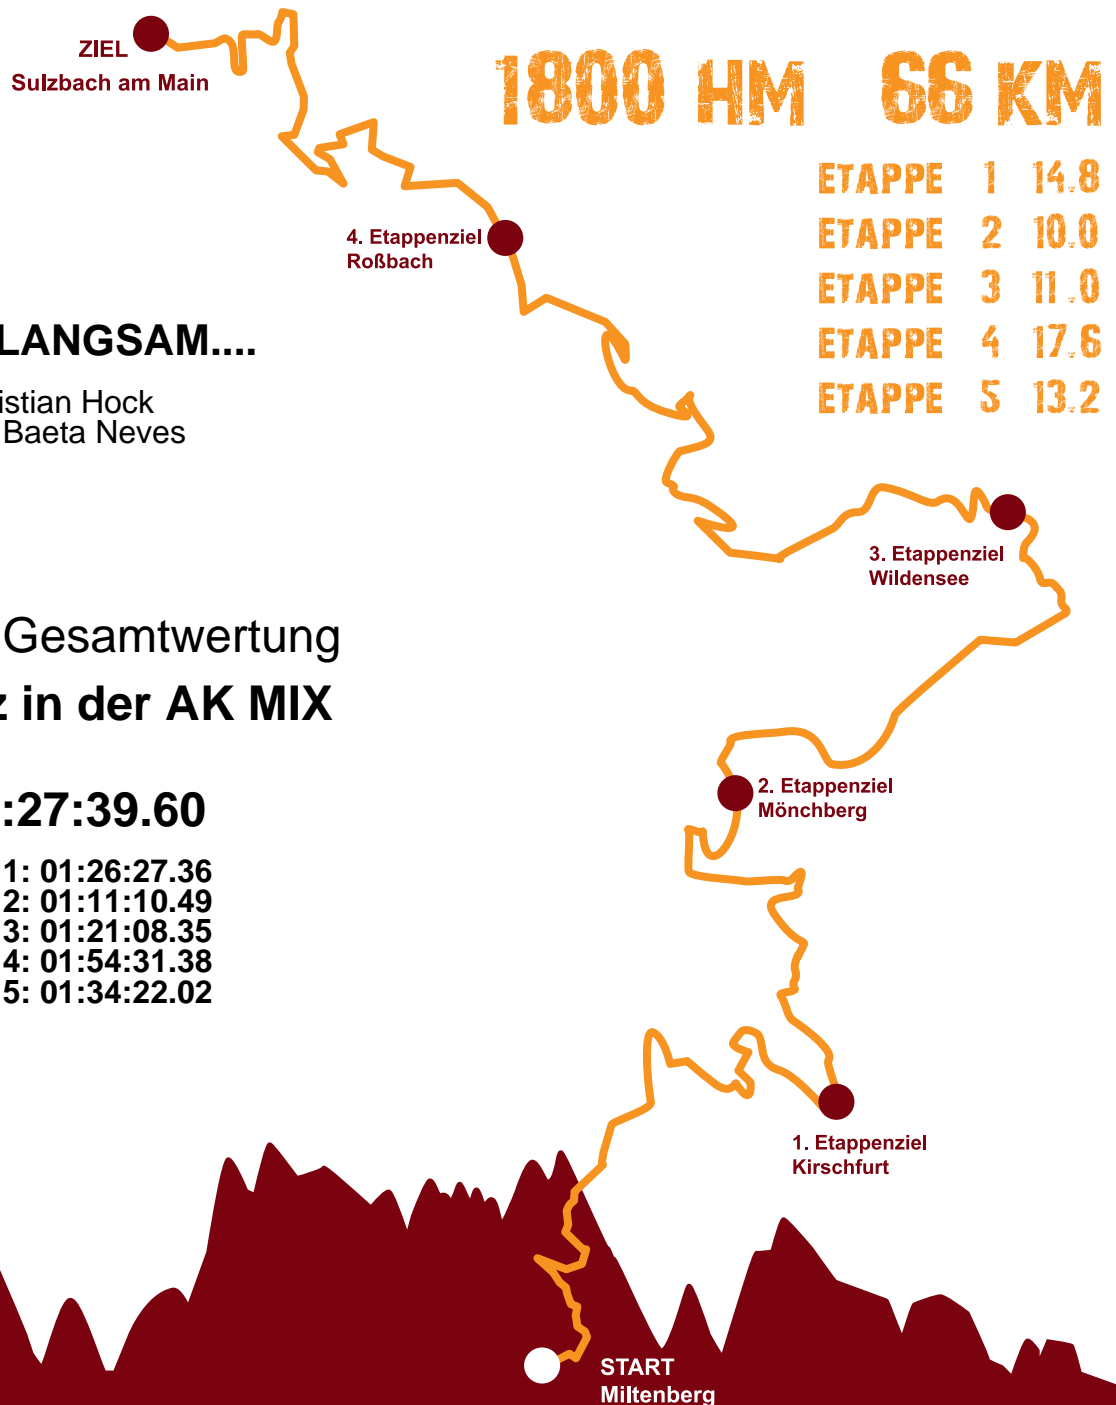 ZIEL
Sulzbach am Main
1800 HM 66 KM
ETAPPE 1 14.8
ETAPPE 2 10.0
ETAPPE 3 11.0
ETAPPE 4 17.6
ETAPPE 5 13.2
4. Etappenziel
Roßbach
LANGSAM....
istian Hock
Baeta Neves
3. Etappenziel
Wildensee
Gesamtwertung
z in der AK MIX
2. Etappenziel
Mönchberg
:27:39.60
1: 01:26:27.36
2: 01:11:10.49
3: 01:21:08.35
4: 01:54:31.38
5: 01:34:22.02
1. Etappenziel
Kirschfurt
START
Miltenberg